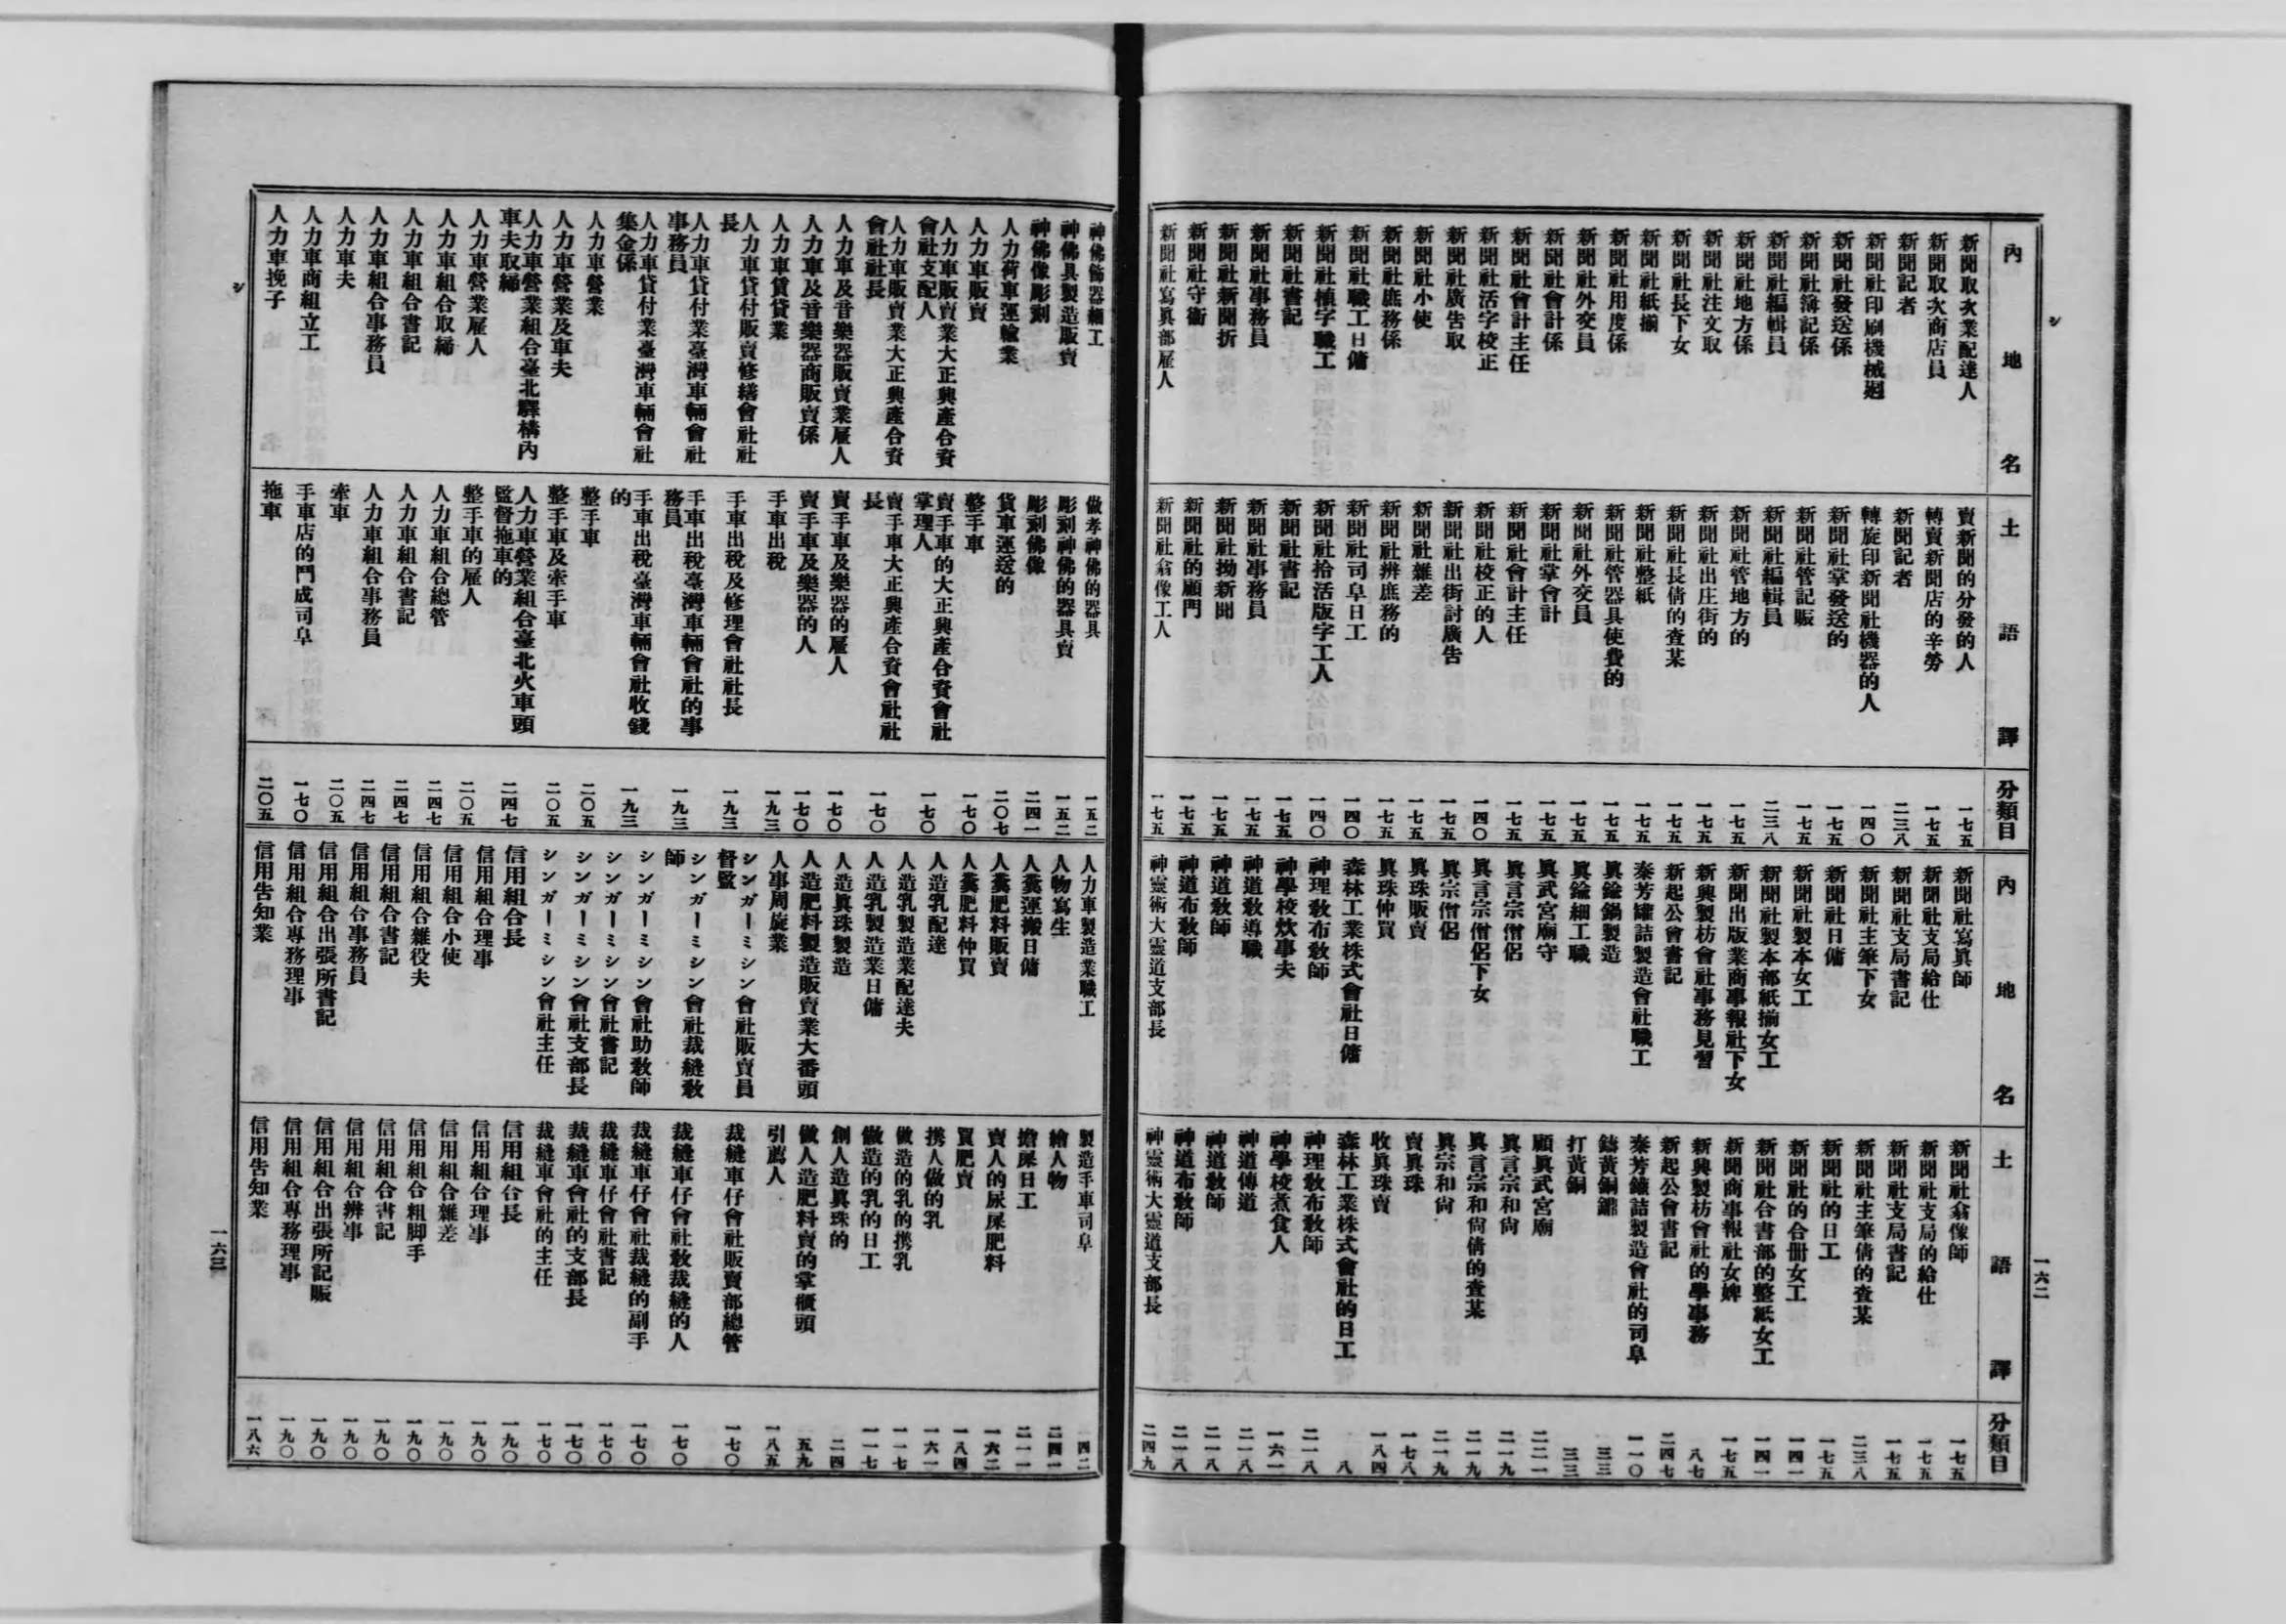 シ
內地名 土語譯 分類目
新聞取次業配達人 賣新聞的分發的人 一七五
新聞取次商店員 轉賣新聞店的辛勞 一七五
新聞記者 新聞記者 二三八
新聞社印刷機械廻 轉旋印新聞社機器的人 一四〇
新聞社發送係 新聞社掌發送的 一七五
新聞社簿記係 新聞社管記賬 一七五
新聞社編輯員 新聞社編輯員 二三八
新聞社地方係 新聞社管地方的 一七五
新聞社注文取 新聞社出庄街的 一七五
新聞社長下女 新聞社長倩的査某 一七五
新聞社紙揃 新聞社整紙 一七五
新聞社用度係 新聞社管器具使費的 一七五
新聞社外交員 新聞社外交員 一七五
新聞社會計係 新聞社掌會計 一七五
新聞社會計主任 新聞社會計主任 一七五
新聞社活字校正 新聞社校正的人 一四〇
新聞社廣告取 新聞社出街討廣告 一七五
新聞社小使 新聞社雜差 一七五
新聞社庶務係 新聞社辨庶務的 一七五
新聞社職工日傭 新聞社司阜日工 一四〇
新聞社植字職工 新聞社拾活版字工人 一四〇
新聞社書記 新聞社書記 一七五
新聞社事務員 新聞社事務員 一七五
新聞社新聞折 新聞社拗新聞 一七五
新聞社守衞 新聞社的顧門 一七五
新聞社寫眞部雇人 新聞社翕像工人 一七五
內地名 土語譯 分類目
新聞社寫眞師 新聞社翕像師 一七五
新聞社支局給仕 新聞社支局的給仕 一七五
新聞社支局書記 新聞社支局書記 一七五
新聞社主筆下女 新聞社主筆倩的査某 二三八
新聞社日傭 新聞社的日工 一七五
新聞社製本女工 新聞社的合冊女工 一四一
新聞社製本部紙揃女工 新聞社合書部的整紙女工 一四一
新聞出版業商事報社下女 新聞商事報社女婢 一七五
新興製枋會社事務見習 新興製枋會社的學事務 八七
新起公會書記 新起公會書記 二四七
泰芳罐詰製造會社職工 泰芳鑵詰製造會社的司阜 一一〇
眞鍮鍋製造 鑄黃銅鑵 三三
眞鍮細工職 打黃銅 三三
眞武宮廟守 顧眞武宮廟 二二一
眞言宗僧侶 眞言宗和尙 二一九
眞言宗僧侶下女 眞言宗和尙倩的査某 二一九
眞宗僧侶 眞宗和尙 二一九
眞珠販賣 賣眞珠 一七八
眞珠仲買 收眞珠賣 一八四
森林工業株式會社日傭 森林工業株式會社的日工 八
神理敎布敎師 神理敎布敎師 二一八
神學校炊事夫 神學校煮食人 一六一
神道敎導職 神道傳道 二一八
神道敎師 神道敎師 二一八
神道布敎師 神道布敎師 二一八
神靈術大靈道支部長 神靈術大靈道支部長 二四九
一六二
神佛佈器細工 做孝神佛的器具 一五二
神佛具製造販賣 彫刻神佛的器具賣 一五二
神佛像彫刻 彫刻佛像 二四一
人力荷車運輸業 貨車運送的 二〇七
人力車販賣 整手車 一七〇
人力車販賣業大正興產合資會社支配人 賣手車的大正興產合資會社掌理人 一七〇
人力車販賣業大正興產合資會社社長 賣手車大正興產合資會社社長 一七〇
人力車及音樂器販賣業雇人 賣手車及樂器的雇人 一七〇
人力車及音樂器商販賣係 賣手車及樂器的人 一七〇
人力車賃貸業 手車出稅 一九三
人力車貸付販賣修繕會社社長 手車出稅及修理會社社長 一九三
人力車貸付業臺灣車輛會社事務員 手車出稅臺灣車輛會社的事務員 一九三
人力車貸付業臺灣車輛會社集金係 手車出稅臺灣車輛會社收錢的 一九三
人力車營業 整手車 二〇五
人力車營業及車夫 整手車及牽手車 二〇五
人力車營業組合臺北驛構內車夫取締 人力車營業組合臺北火車頭監督拖車的 二四七
人力車營業雇人 整手車的雇人 二〇五
人力車組合取締 人力車組合總管 二四七
人力車組合書記 人力車組合書記 二四七
人力車組合事務員 人力車組合事務員 二四七
人力車夫 牽車 二〇五
人力車商組立工 手車店的鬥成司阜 一七〇
人力車挽子 拖車 二〇五
シ
人力車製造業職工 製造手車司阜 一四二
人物寫生 繪人物 二四一
人糞運搬日傭 擔屎日工 二一一
人糞肥料販賣 賣人的尿屎肥料 一六二
人糞肥料仲買 買肥賣 一八四
人造乳配達 携人做的乳 一六一
人造乳製造業配達夫 做造的乳的携乳 一一七
人造乳製造業日傭 做造的乳的日工 一一七
人造眞珠製造 創人造眞珠的 二四
人造肥料製造販賣業大番頭 做人造肥料賣的掌櫃頭 五九
人事周旋業 引薦人 一八五
シンガーミシン會社販賣員督監 裁縫車仔會社販賣部總管 一七〇
シンガーミシン會社裁縫敎師 裁縫車仔會社敎裁縫的人 一七〇
シンガーミシン會社助敎師 裁縫車仔會社裁縫的副手 一七〇
シンガーミシン會社書記 裁縫車仔會社書記 一七〇
シンガーミシン會社支部長 裁縫車會社的支部長 一七〇
シンガーミシン會社主任 裁縫車會社的主任 一七〇
信用組合長 信用組合長 一九〇
信用組合理事 信用組合理事 一九〇
信用組合小使 信用組合雜差 一九〇
信用組合雜役夫 信用組合粗脚手 一九〇
信用組合書記 信用組合書記 一九〇
信用組合事務員 信用組合辨事 一九〇
信用組合出張所書記 信用組合出張所記賬 一九〇
信用組合專務理事 信用組合專務理事 一九〇
信用告知業 信用告知業 一八六
一六三